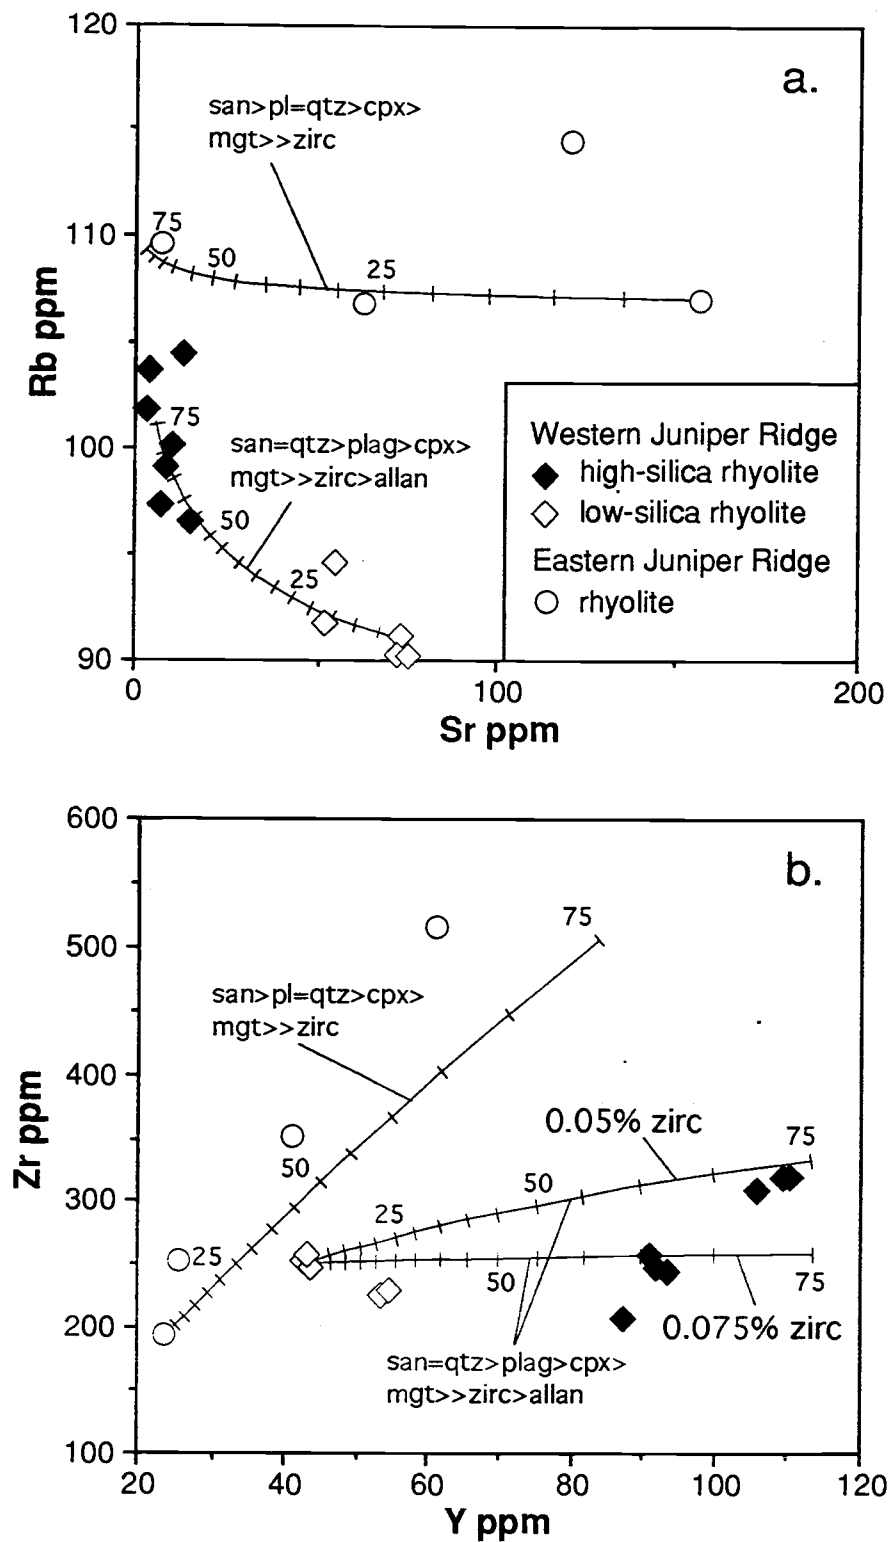 120
a.
san>pl=qtz>cpx>
mgt>>zirc
75
50
25
110
Rb ppm
75
san=qtz>plag>cpx>
mgt>>zirc>allan
50
25
100
90
Western Juniper Ridge
high-silica rhyolite
low-silica rhyolite
Eastern Juniper Ridge
rhyolite
0
100
200
Sr ppm
600
b.
75
500
san>pl=qtz>cpx>
mgt>>zirc
400
Zr ppm
0.05% zirc
75
50
50
300
25
25
50
75
200
0.075% zirc
san=qtz>plag>cpx>
mgt>>zirc>allan
100
20
40
60
80
100
120
Y ppm